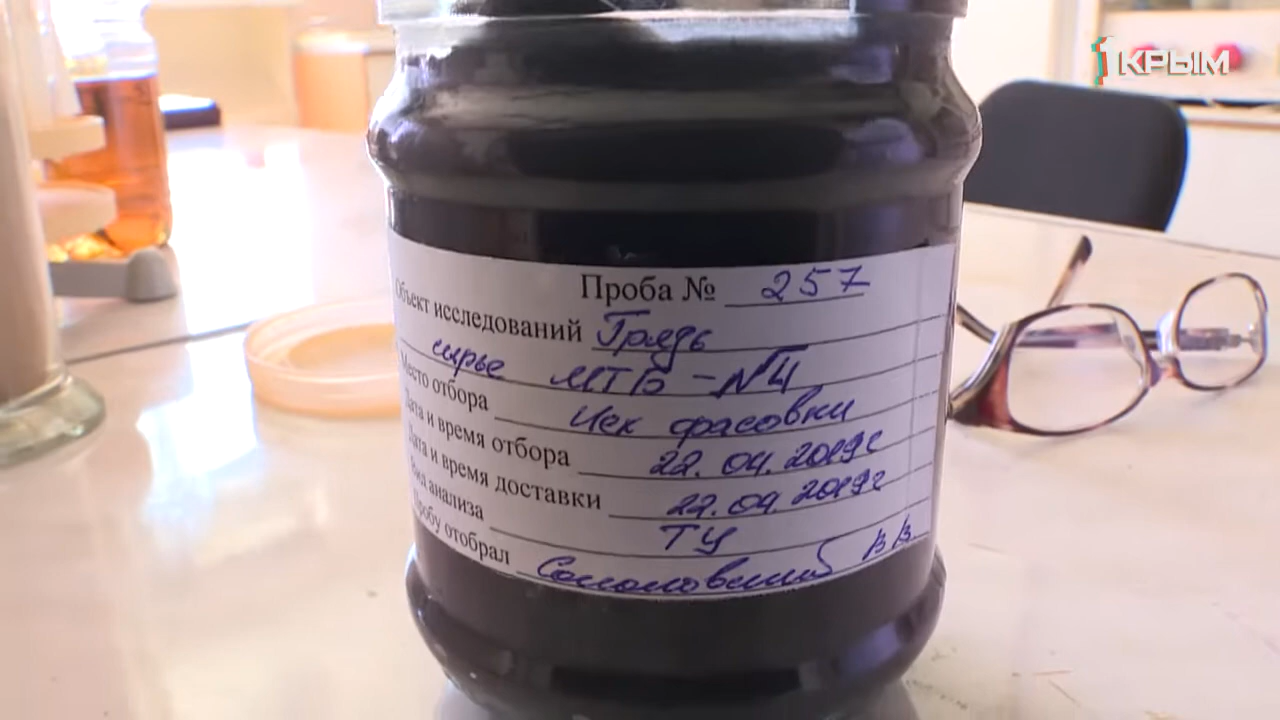 1КРЫМ
Проба № 257
Объект исследований Грязь
сырье МТБ-№4
Место отбора Цех фасовки
Дата и время отбора 22.04.2019г
Дата и время доставки 22.04.2019г
Вид анализа ТУ
Пробу отобрал В В